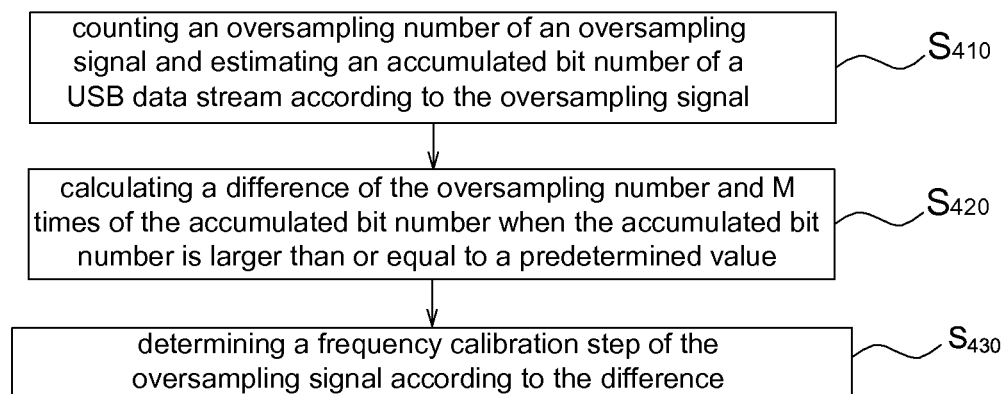 counting an oversampling number of an oversampling
signal and estimating an accumulated bit number of a
USB data stream according to the oversampling signal
S410
calculating a difference of the oversampling number and M
times of the accumulated bit number when the accumulated bit
number is larger than or equal to a predetermined value
S420
determining a frequency calibration step of the
oversampling signal according to the difference
S430